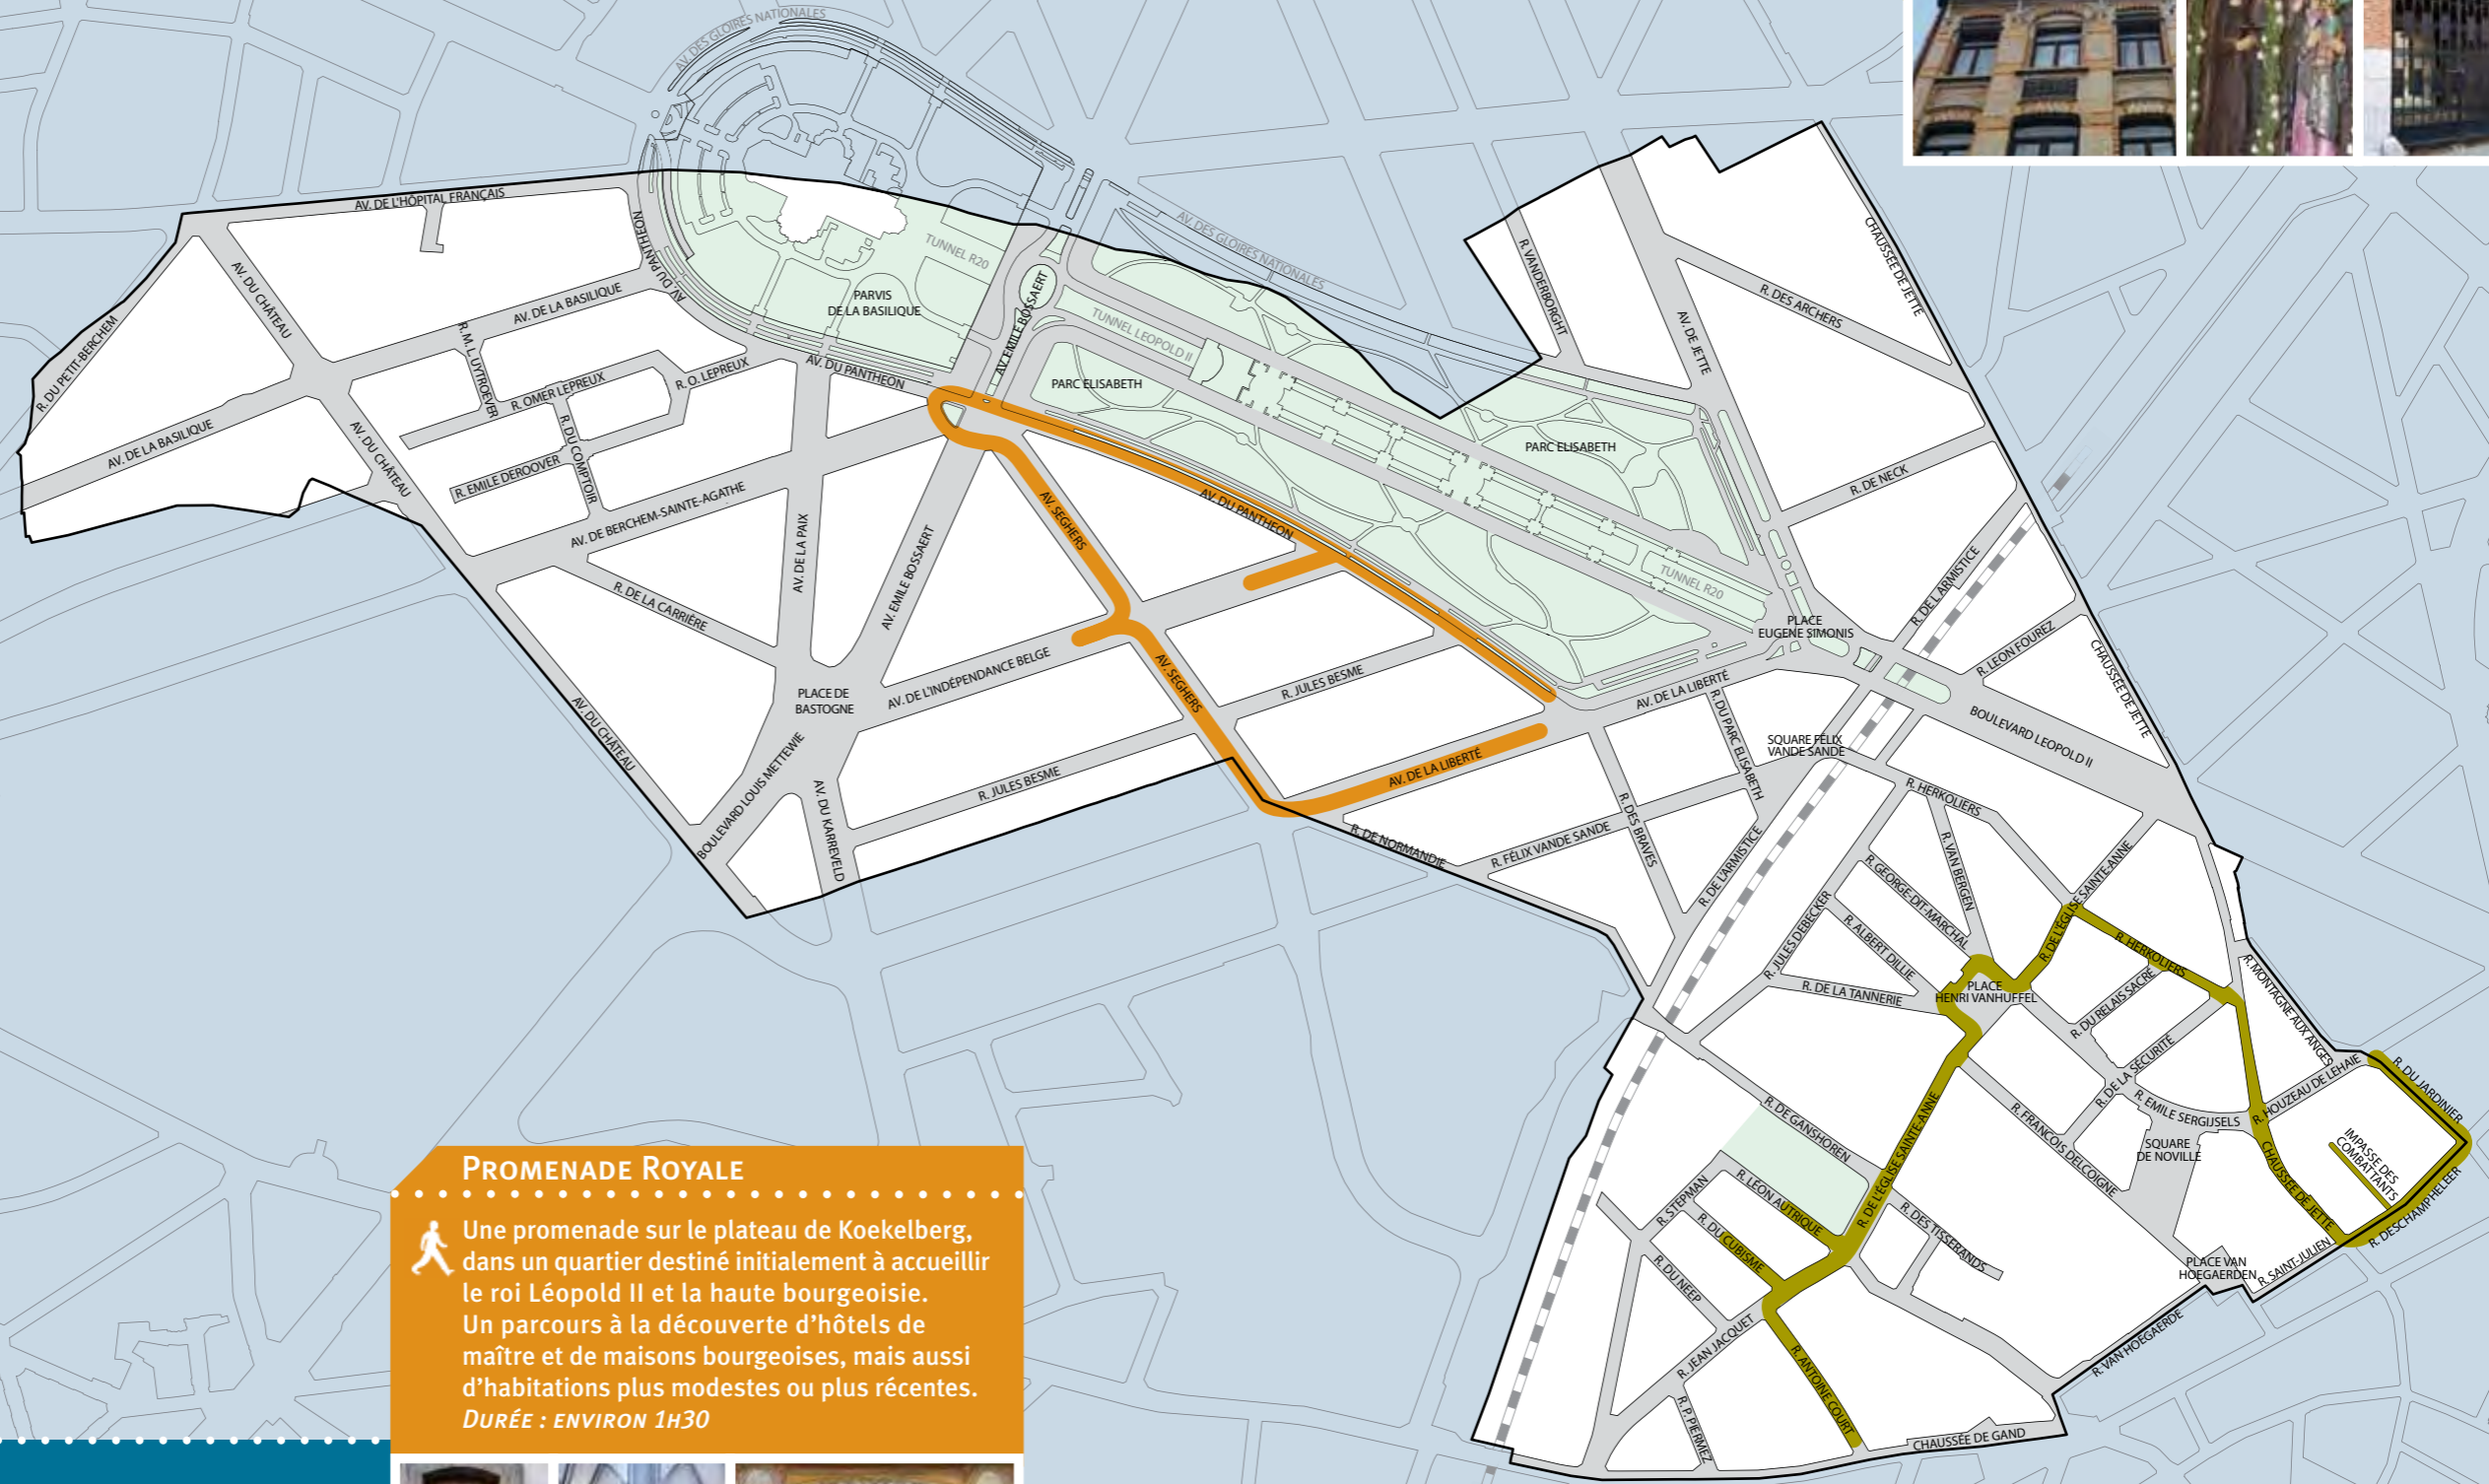 AV. DES GLOIRES NATIONALES
AV. DE L'HÔPITAL FRANÇAIS
AV. DU PANTHEON
TUNNEL R20
AV. DES GLOIRES NATIONALES
R. VANDERBORGHT
CHAUSSEE DE JETTE
AV. DU CHÂTEAU
AV. DE LA BASILIQUE
PARVIS
DE LA BASILIQUE
AV. EMILE BOSSAERT
TUNNEL LEOPOLD II
AV. DE JETTE
R. DES ARCHERS
R. DU PETIT-BERCHEM
R. M. L. UYTROEVER
R. OMER LEPREUX
R. O. LEPREUX
AV. DU PANTHEON
PARC ELISABETH
PARC ELISABETH
AV. DE LA BASILIQUE
AV. DU CHÂTEAU
R. EMILE DEROOVER
R. DU COMPTOIR
AV. DE BERCHEM-SAINTE-AGATHE
AV. SEGHERS
AV. DU PANTHEON
R. DE NECK
AV. DE LA PAIX
AV. EMILE BOSSAERT
R. DE LA CARRIÈRE
TUNNEL R20
PLACE
EUGENE SIMONIS
R. DE L'ARMISTICE
R. LEON FOUREZ
CHAUSSÉE DE JETTE
PLACE DE
BASTOGNE
AV. DE L'INDÉPENDANCE BELGE
AV. SEGHERS
R. JULES BESME
AV. DE LA LIBERTÉ
R. DU PARC ELISABETH
SQUARE FÉLIX
VANDE SANDE
BOULEVARD LEOPOLD II
AV. DU CHÂTEAU
BOULEVARD LOUIS METTEWIE
AV. DU KARREVELD
R. JULES BESME
AV. DE LA LIBERTÉ
R. DE NORMANDIE
R. FÉLIX VANDE SANDE
R. DES BRAVES
R. DE L'ARMISTICE
R. HERKOLIERS
R. VAN BERGEN
R. GEORGE-DIT-MARCHAL
R. JULES DEBECKER
R. ALBERT DILLIE
R. DE LA TANNERIE
R. DE L'ÉGLISE SAINTE-ANNE
R. HERKOLIERS
PLACE
HENRI VANHUFFEL
R. DU RELAIS SACRÉ
R. MONTAGNE AUX ANGES
R. DE LA SÉCURITÉ
R. EMILE SERGIJSELS
R. HOUZEAU DE LEHAIE
R. DU JARDINIER
R. DE GANSHOREN
R. DE L'ÉGLISE SAINTE-ANNE
R. FRANCOIS DELCOIGNE
SQUARE
DE NOVILLE
CHAUSSÉE DE JETTE
IMPASSE DES
COMBATTANTS
R. DESCHAMPHELEER
R. STEPMAN
R. LÉON AUTRIQUE
R. DU CUBISME
R. DES TISSERANDS
R. DU NEEP
PLACE VAN
HOEGAERDEN
R. SAINT-JULIEN
R. VAN HOEGAERDE
R. JEAN JACQUET
R. ANTOINE COURT
R. P. PIERMEZ
CHAUSSÉE DE GAND
PROMENADE ROYALE
Une promenade sur le plateau de Koekelberg,
dans un quartier destiné initialement à accueillir
le roi Léopold II et la haute bourgeoisie.
Un parcours à la découverte d'hôtels de
maître et de maisons bourgeoises, mais aussi
d'habitations plus modestes ou plus récentes.
DURÉE : ENVIRON 1H30